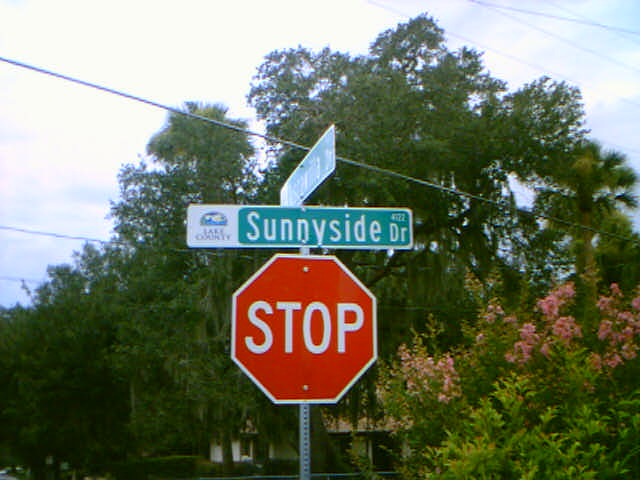 LAKE
COUNTY
Sunnyside Dr
4122
STOP